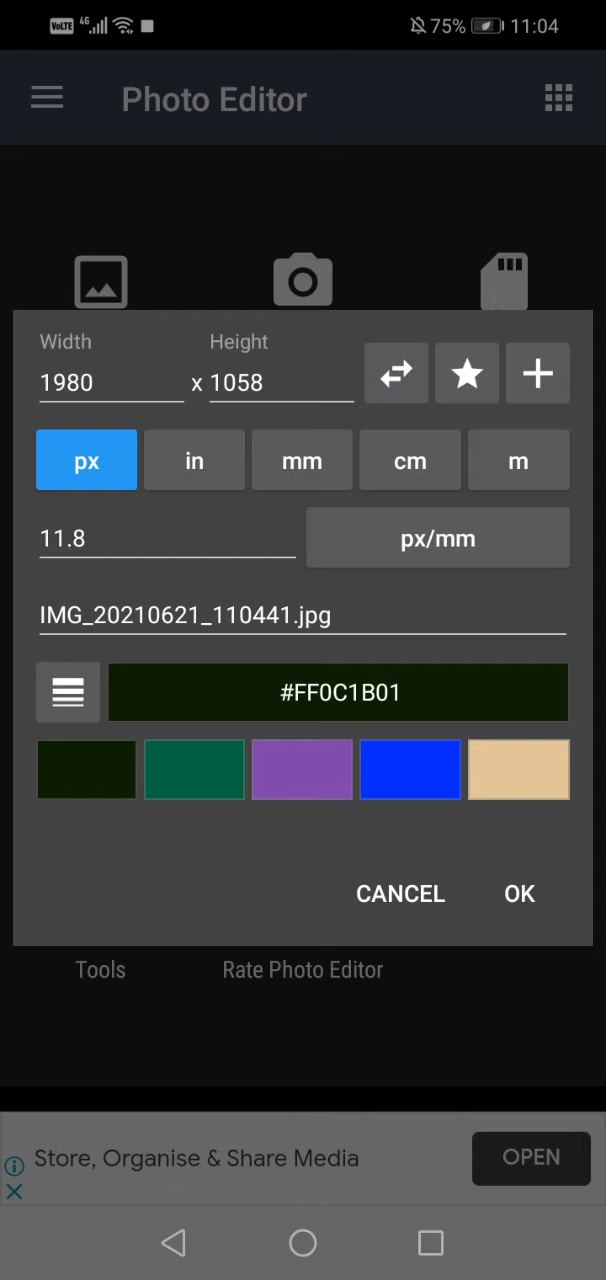 VoLTE 4G 75% 11:04
Photo Editor
Width Height
1980 x 1058
px in mm cm m
11.8 px/mm
IMG_20210621_110441.jpg
#FF0C1B01
CANCEL OK
Tools Rate Photo Editor
Store, Organise & Share Media OPEN